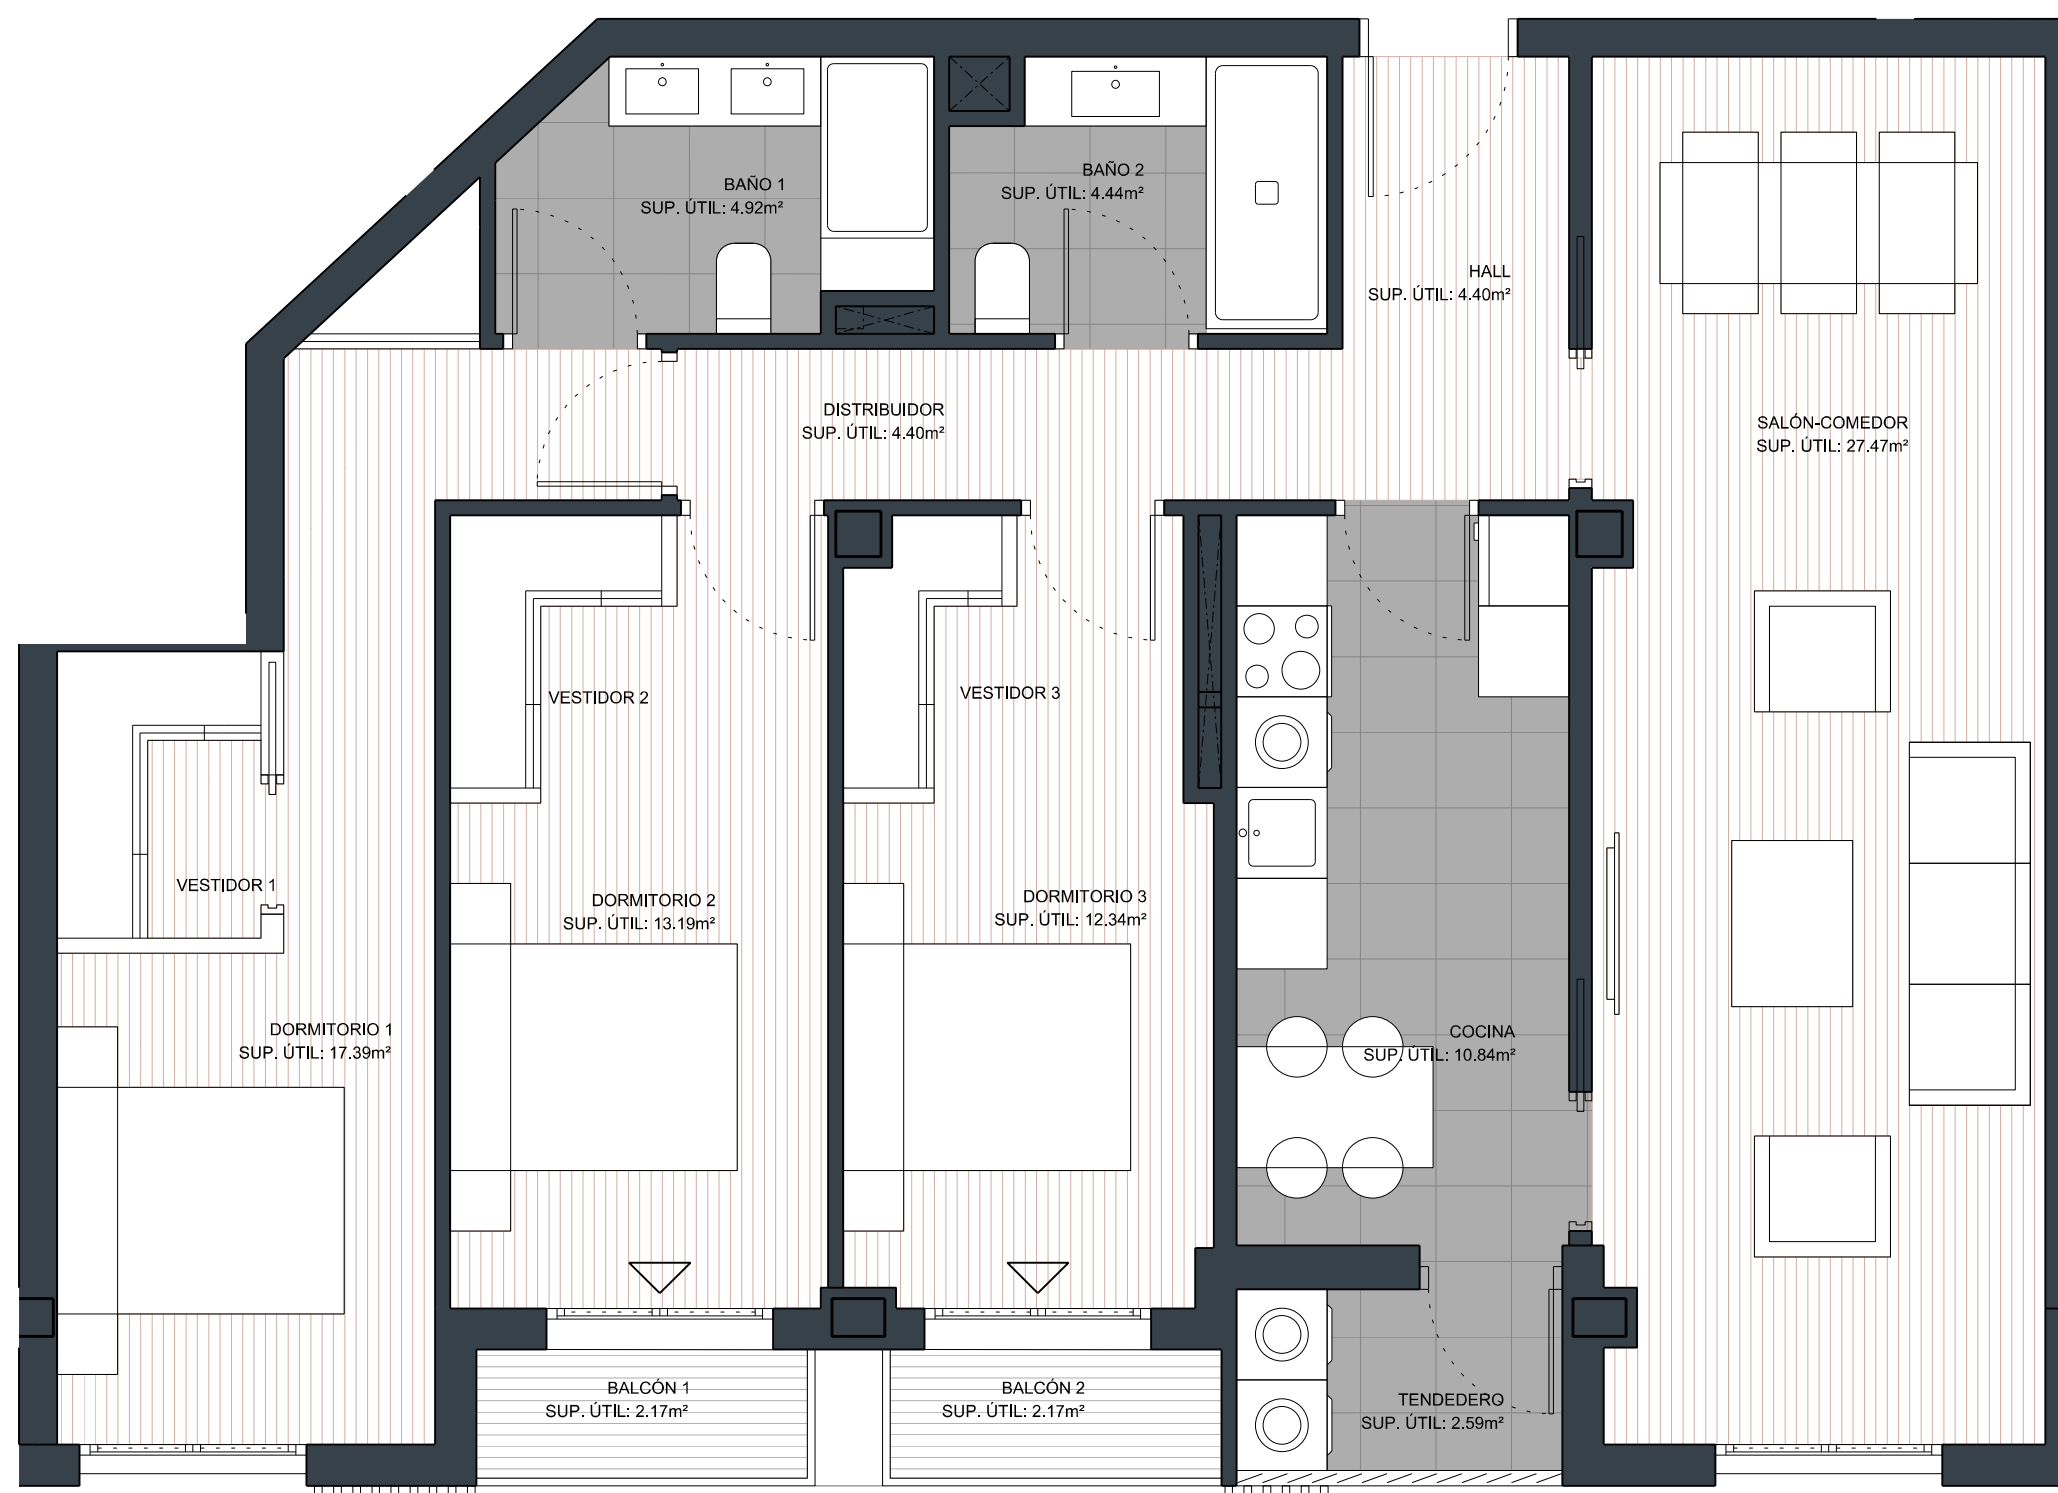 BAÑO 1
SUP. ÚTIL: 4.92m²
BAÑO 2
SUP. ÚTIL: 4.44m²
HALL
SUP. ÚTIL: 4.40m²
DISTRIBUIDOR
SUP. ÚTIL: 4.40m²
SALÓN-COMEDOR
SUP. ÚTIL: 27.47m²
VESTIDOR 2
VESTIDOR 3
VESTIDOR 1
DORMITORIO 2
SUP. ÚTIL: 13.19m²
DORMITORIO 3
SUP. ÚTIL: 12.34m²
DORMITORIO 1
SUP. ÚTIL: 17.39m²
COCINA
SUP. ÚTIL: 10.84m²
BALCÓN 1
SUP. ÚTIL: 2.17m²
BALCÓN 2
SUP. ÚTIL: 2.17m²
TENDEDERO
SUP. ÚTIL: 2.59m²